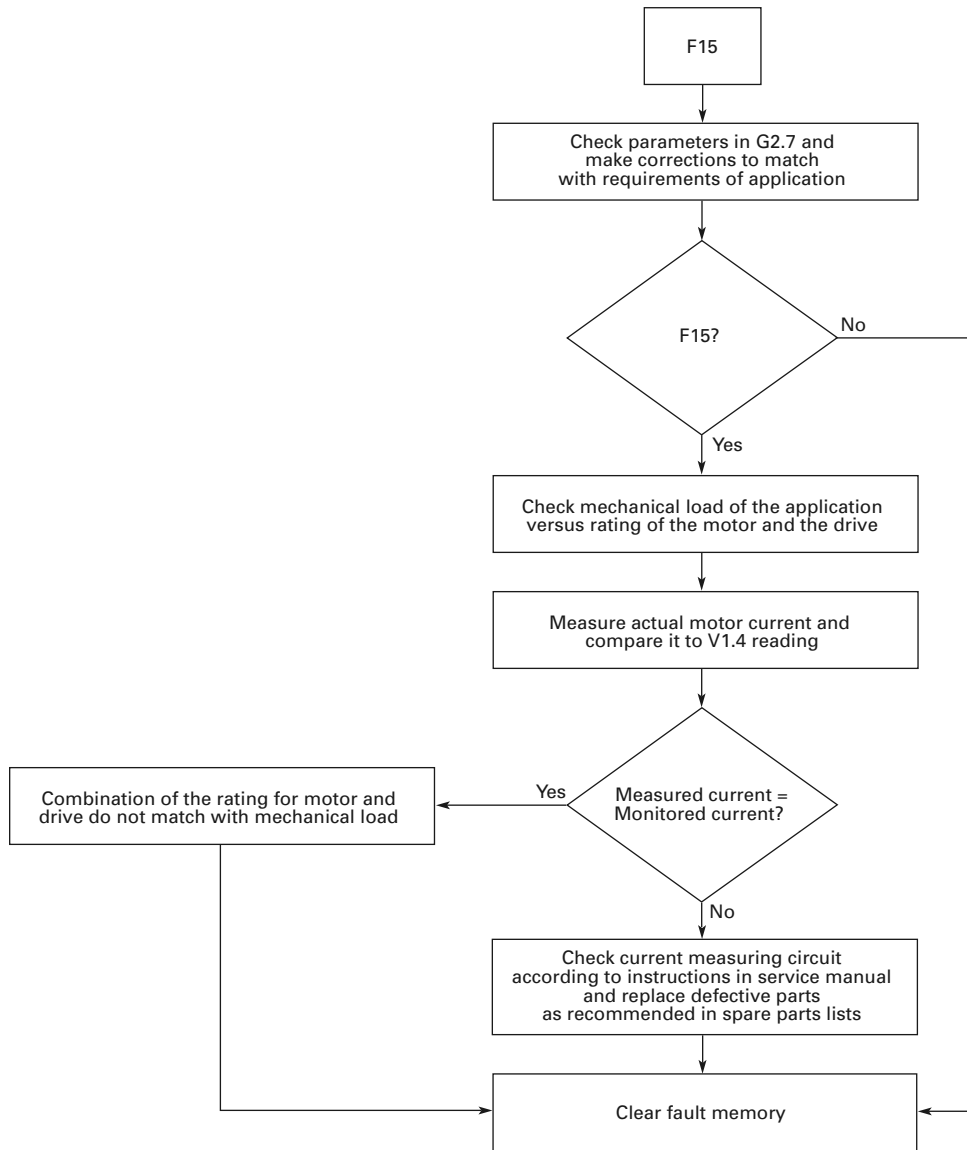 F15
Check parameters in G2.7 and
make corrections to match
with requirements of application
F15?
No
Yes
Check mechanical load of the application
versus rating of the motor and the drive
Measure actual motor current and
compare it to V1.4 reading
Combination of the rating for motor and
drive do not match with mechanical load
Yes
Measured current =
Monitored current?
No
Check current measuring circuit
according to instructions in service manual
and replace defective parts
as recommended in spare parts lists
Clear fault memory